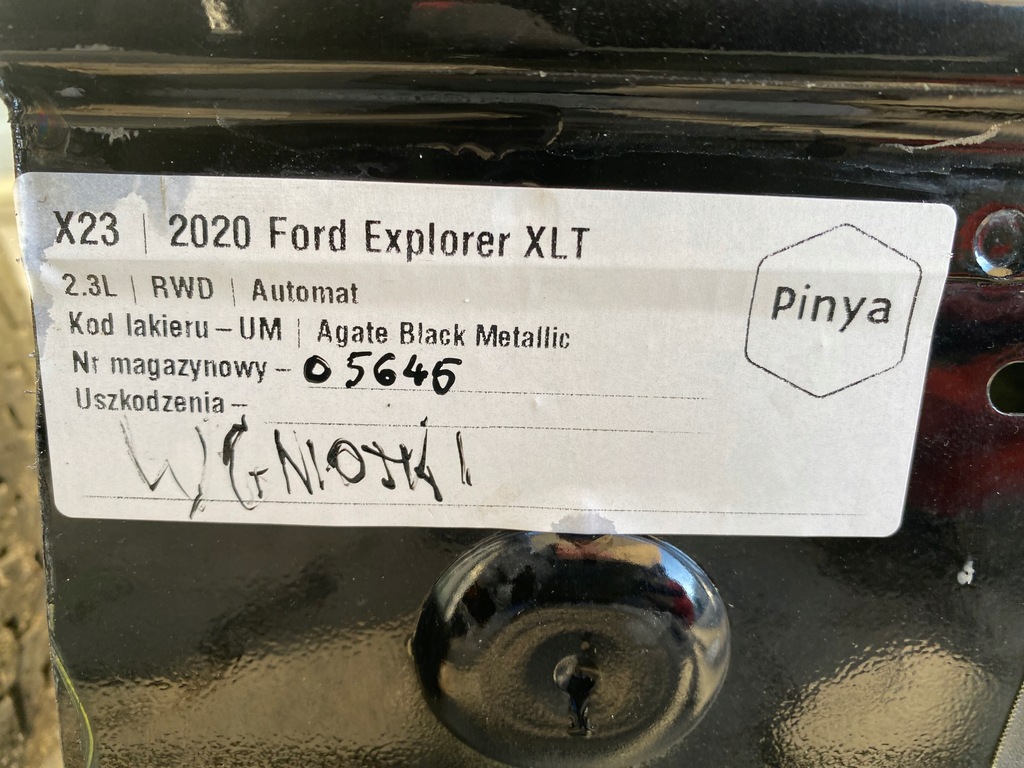 X23 | 2020 Ford Explorer XLT
2.3L | RWD | Automat
Kod lakieru – UM | Agate Black Metallic
Nr magazynowy – 05646
Uszkodzenia –
WGNIOTKI
Pinya